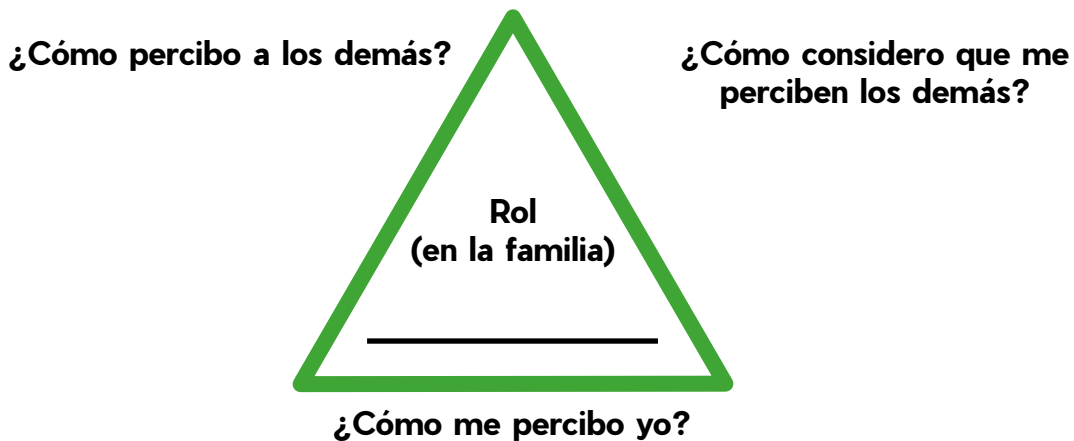 ¿Cómo percibo a los demás?
¿Cómo considero que me
perciben los demás?
Rol
(en la familia)
¿Cómo me percibo yo?